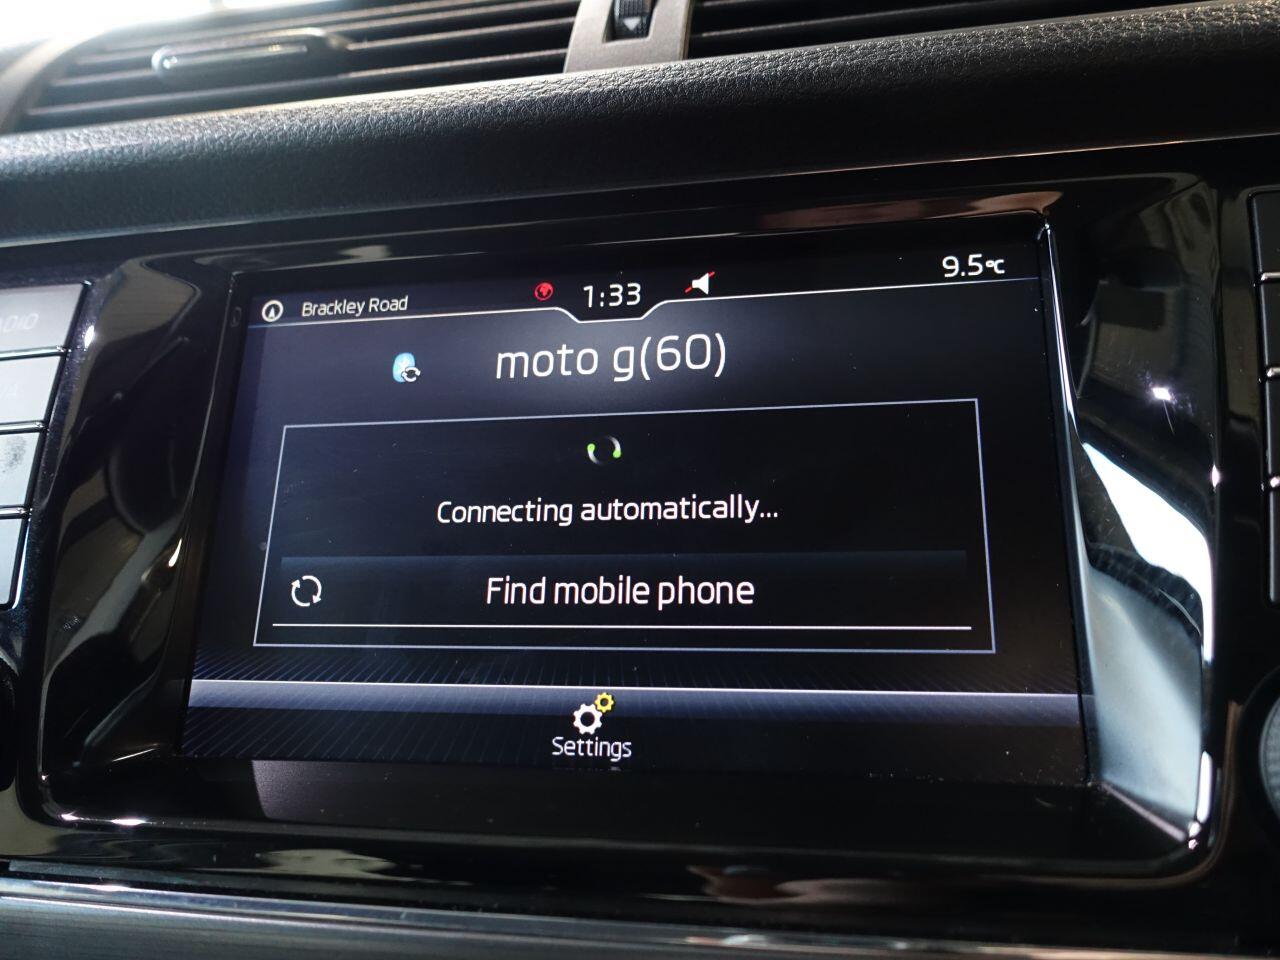 Brackley Road
1:33
9.5°C
moto g(60)
Connecting automatically...
Find mobile phone
Settings